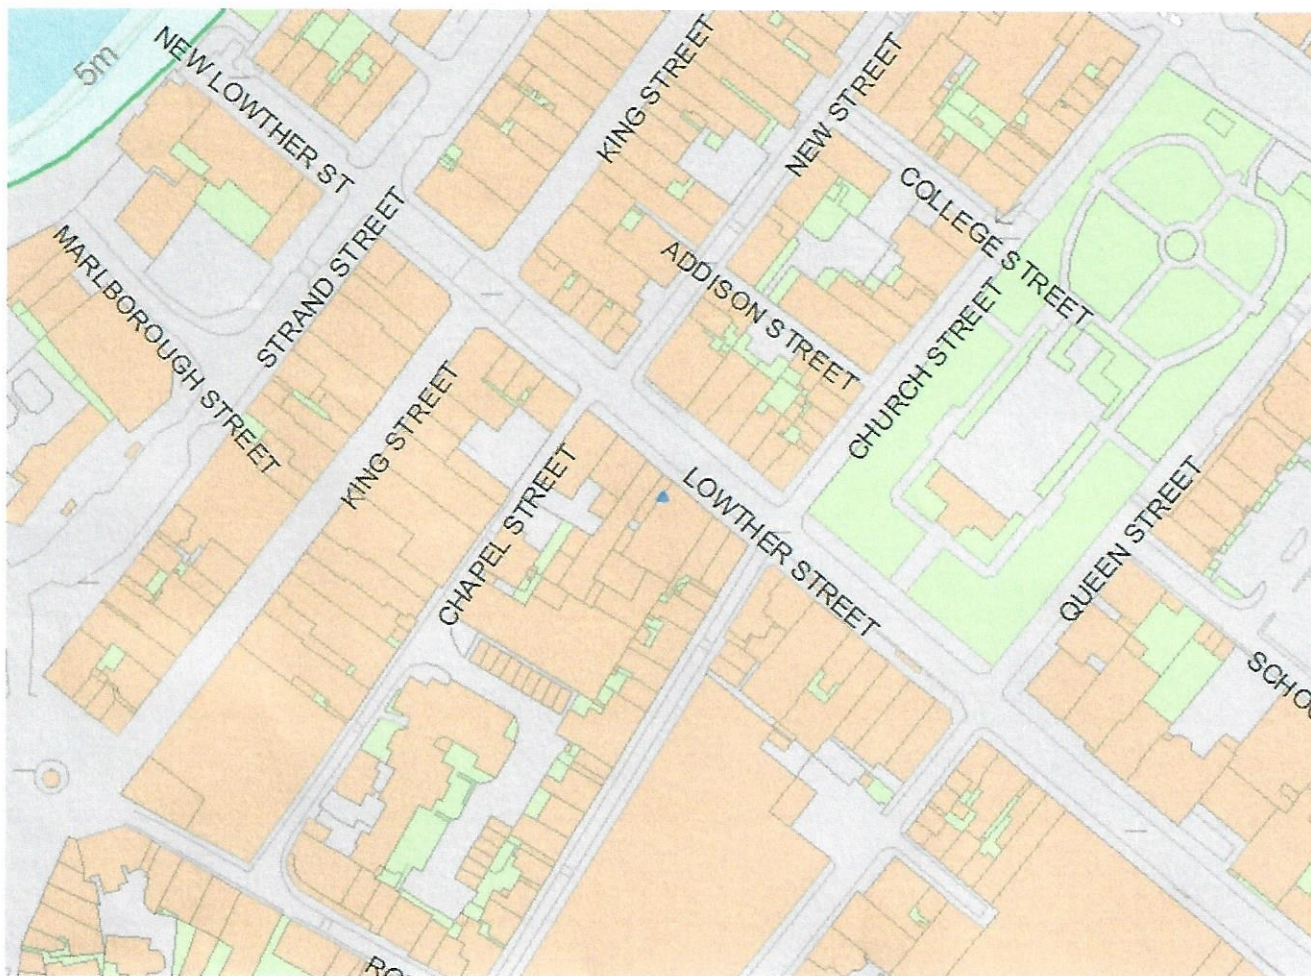 5m
NEW LOWTHER ST
KING STREET
NEW STREET
COLLEGE STREET
MARLBOROUGH STREET
STRAND STREET
ADDISON STREET
CHURCH STREET
KING STREET
CHAPEL STREET
LOWTHER STREET
QUEEN STREET
SCHO
RO